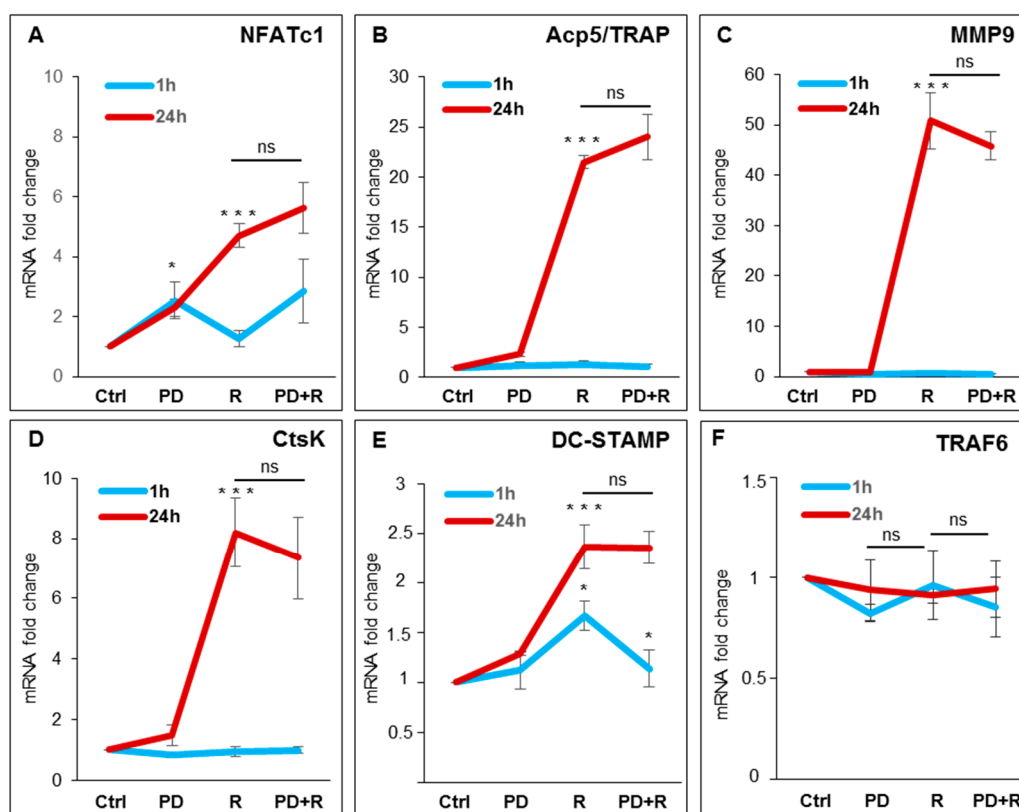 A NFATc1
mRNA fold change
10
8
6
4
2
0
1h
24h
ns
* * *
*
Ctrl PD R PD+R
B Acp5/TRAP
mRNA fold change
30
25
20
15
10
5
0
1h
24h
ns
* * *
Ctrl PD R PD+R
C MMP9
mRNA fold change
60
50
40
30
20
10
0
1h
24h
ns
* * *
Ctrl PD R PD+R
D CtsK
mRNA fold change
10
8
6
4
2
0
1h
24h
ns
* * *
Ctrl PD R PD+R
E DC-STAMP
mRNA fold change
3
2.5
2
1.5
1
0.5
1h
24h
ns
* * *
*
*
Ctrl PD R PD+R
F TRAF6
mRNA fold change
1.5
1
0.5
0
1h
24h
ns
ns
Ctrl PD R PD+R